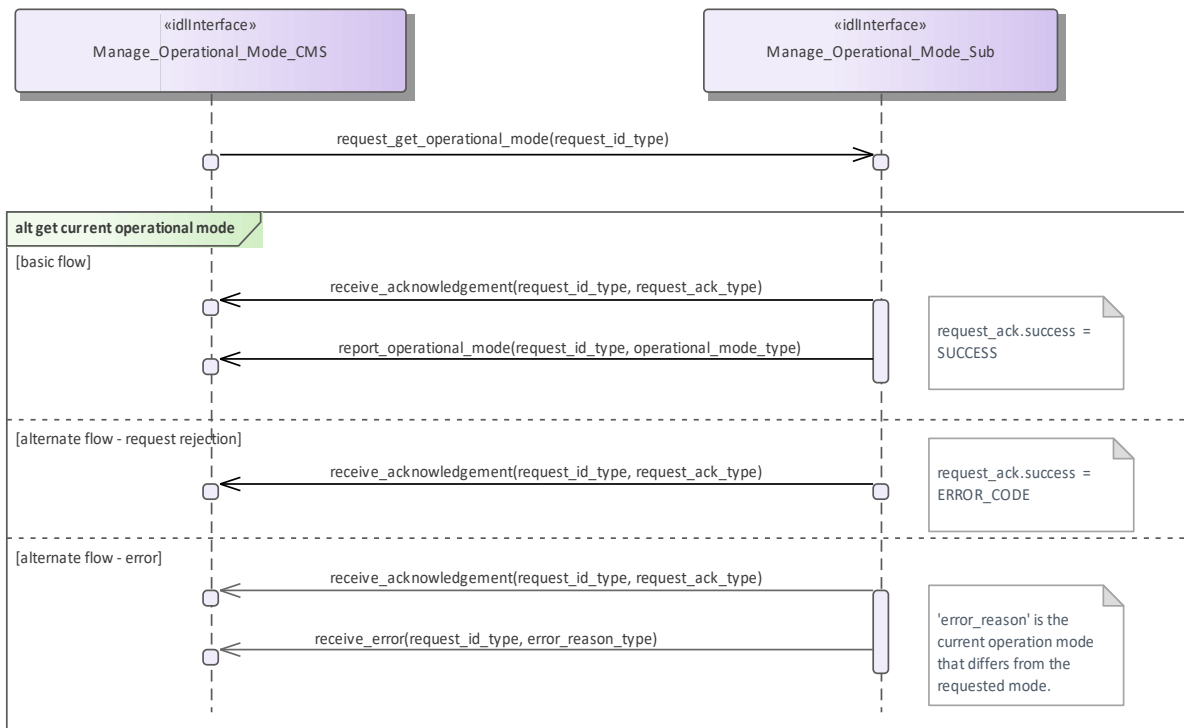 «idlInterface»
Manage_Operational_Mode_CMS
«idlInterface»
Manage_Operational_Mode_Sub
request_get_operational_mode(request_id_type)
alt get current operational mode
[basic flow]
receive_acknowledgement(request_id_type, request_ack_type)
request_ack.success =
SUCCESS
report_operational_mode(request_id_type, operational_mode_type)
[alternate flow - request rejection]
receive_acknowledgement(request_id_type, request_ack_type)
request_ack.success =
ERROR_CODE
[alternate flow - error]
receive_acknowledgement(request_id_type, request_ack_type)
receive_error(request_id_type, error_reason_type)
'error_reason' is the
current operation mode
that differs from the
requested mode.